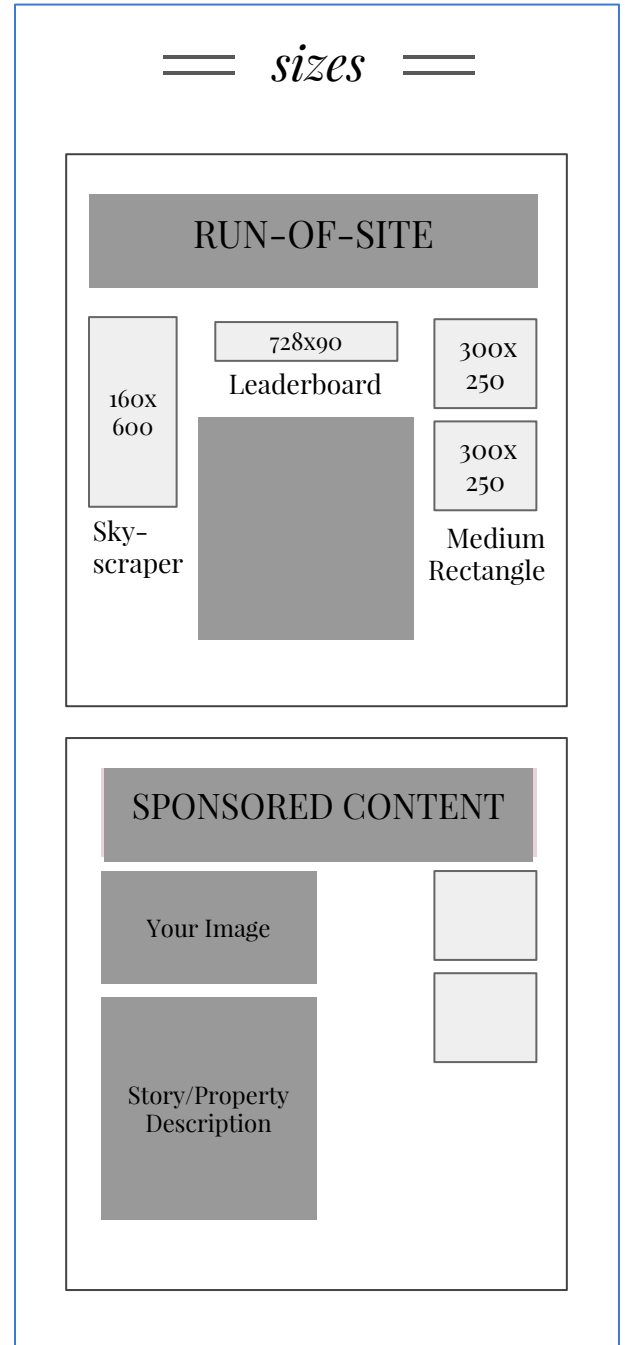 sizes
RUN-OF-SITE
160x
600
Sky-
scraper
728x90
Leaderboard
300x
250
300x
250
Medium
Rectangle
SPONSORED CONTENT
Your Image
Story/Property
Description